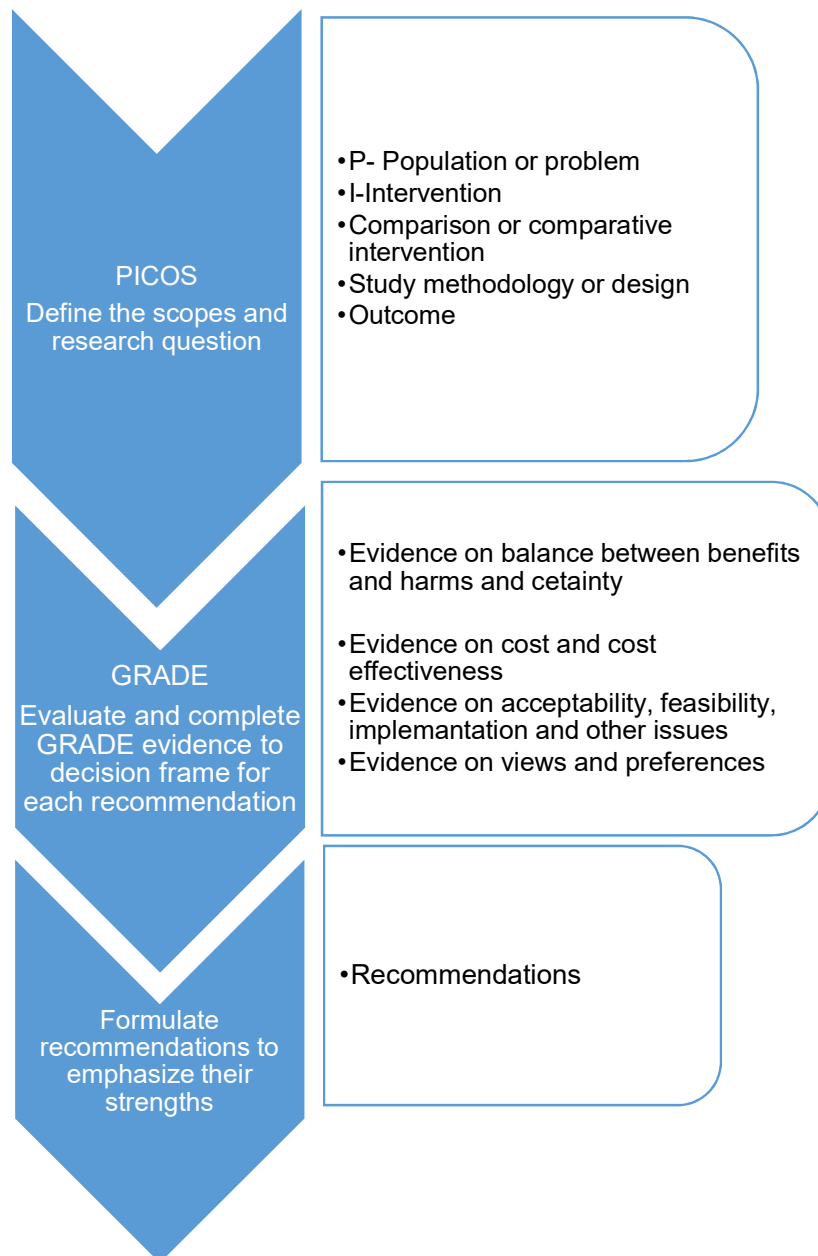 PICOS
Define the scopes and
research question
•P- Population or problem
•I-Intervention
•Comparison or comparative
intervention
•Study methodology or design
•Outcome
GRADE
Evaluate and complete
GRADE evidence to
decision frame for
each recommendation
•Evidence on balance between benefits
and harms and cetainty
•Evidence on cost and cost
effectiveness
•Evidence on acceptability, feasibility,
implemantation and other issues
•Evidence on views and preferences
Formulate
recommendations to
emphasize their
strengths
•Recommendations